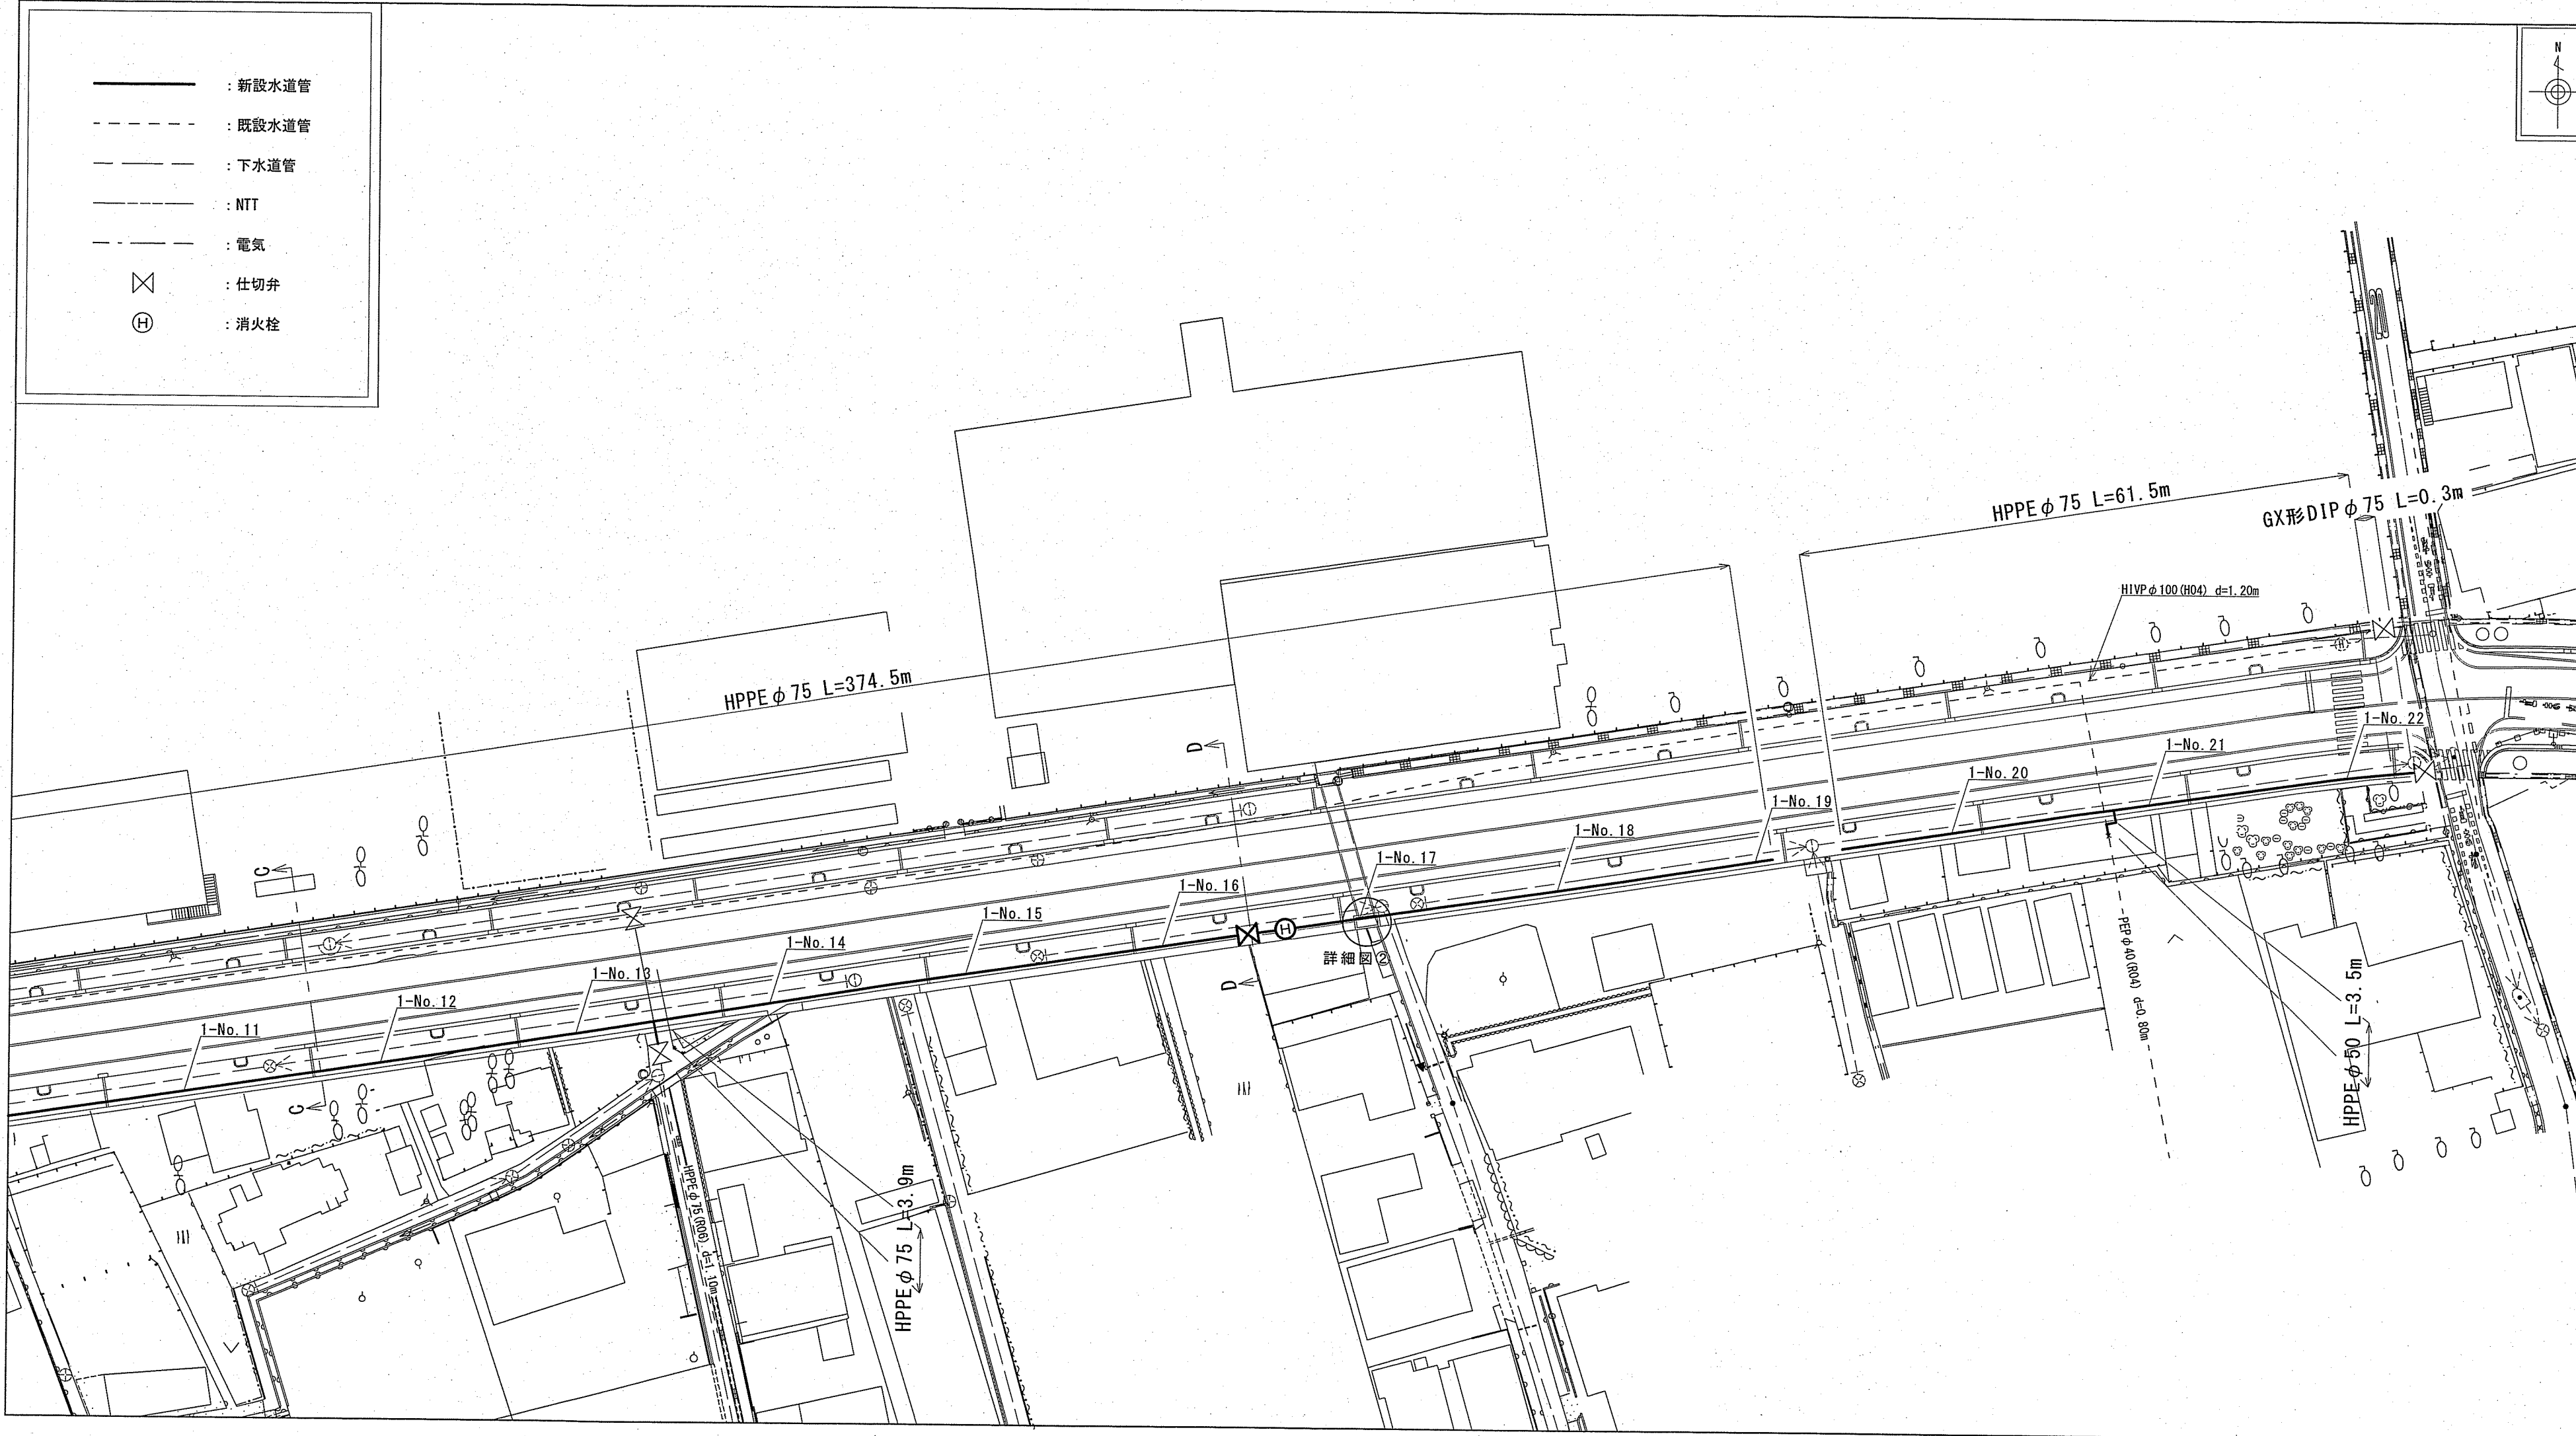 : 新設水道管
: 既設水道管
: 下水道管
: NTT
: 電気
: 仕切弁
H : 消火栓
N
HPPEφ75 L=61.5m
GX形DIPφ75 L=0.3m
HIVPφ100(H04) d=1.20m
HPPEφ75 L=374.5m
1-No.22
1-No.21
1-No.20
1-No.19
1-No.18
1-No.17
1-No.16
1-No.15
1-No.14
1-No.13
1-No.12
1-No.11
D
D
C
C
H
H
詳細図②
PEPφ40(R04) d=0.80m
HPPEφ50 L=3.5m
HPPEφ75(R06) d=1.10m
HPPEφ75 L=3.9m